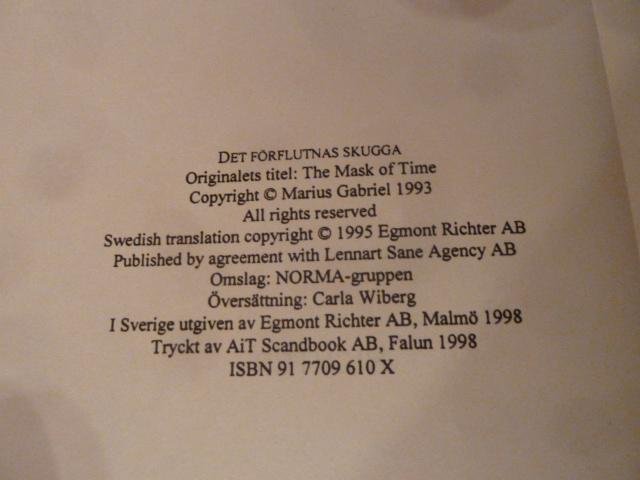 DET FÖRFLUTNAS SKUGGA
Originalets titel: The Mask of Time
Copyright © Marius Gabriel 1993
All rights reserved
Swedish translation copyright © 1995 Egmont Richter AB
Published by agreement with Lennart Sane Agency AB
Omslag: NORMA-gruppen
Översättning: Carla Wiberg
I Sverige utgiven av Egmont Richter AB, Malmö 1998
Tryckt av AiT Scandbook AB, Falun 1998
ISBN 91 7709 610 X